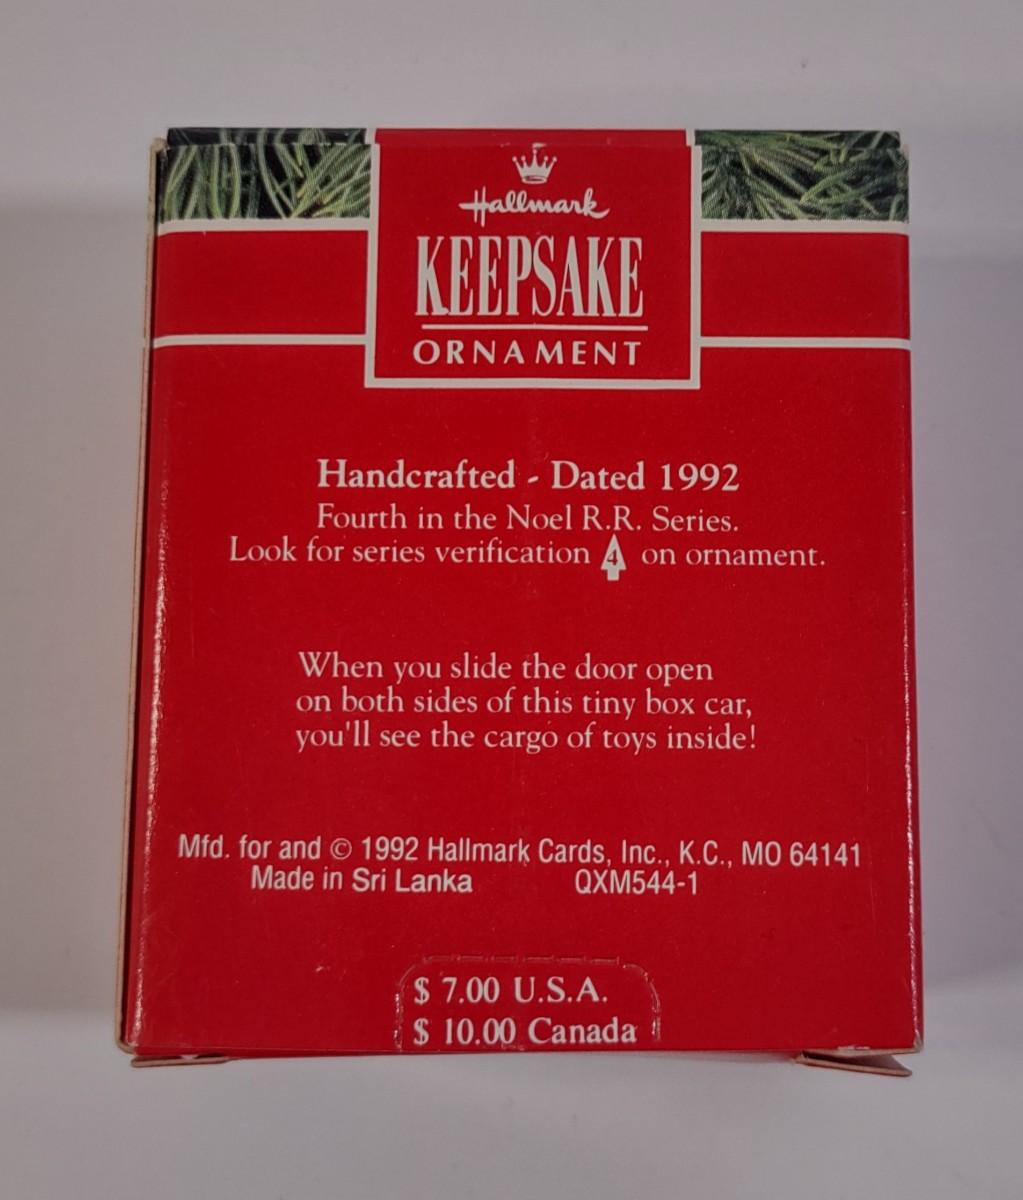 Hallmark
KEEPSAKE
ORNAMENT
Handcrafted - Dated 1992
Fourth in the Noel R.R. Series.
Look for series verification 4 on ornament.
When you slide the door open
on both sides of this tiny box car,
you'll see the cargo of toys inside!
Mfd. for and © 1992 Hallmark Cards, Inc., K.C., MO 64141
Made in Sri Lanka QXM544-1
$ 7.00 U.S.A.
$ 10.00 Canada